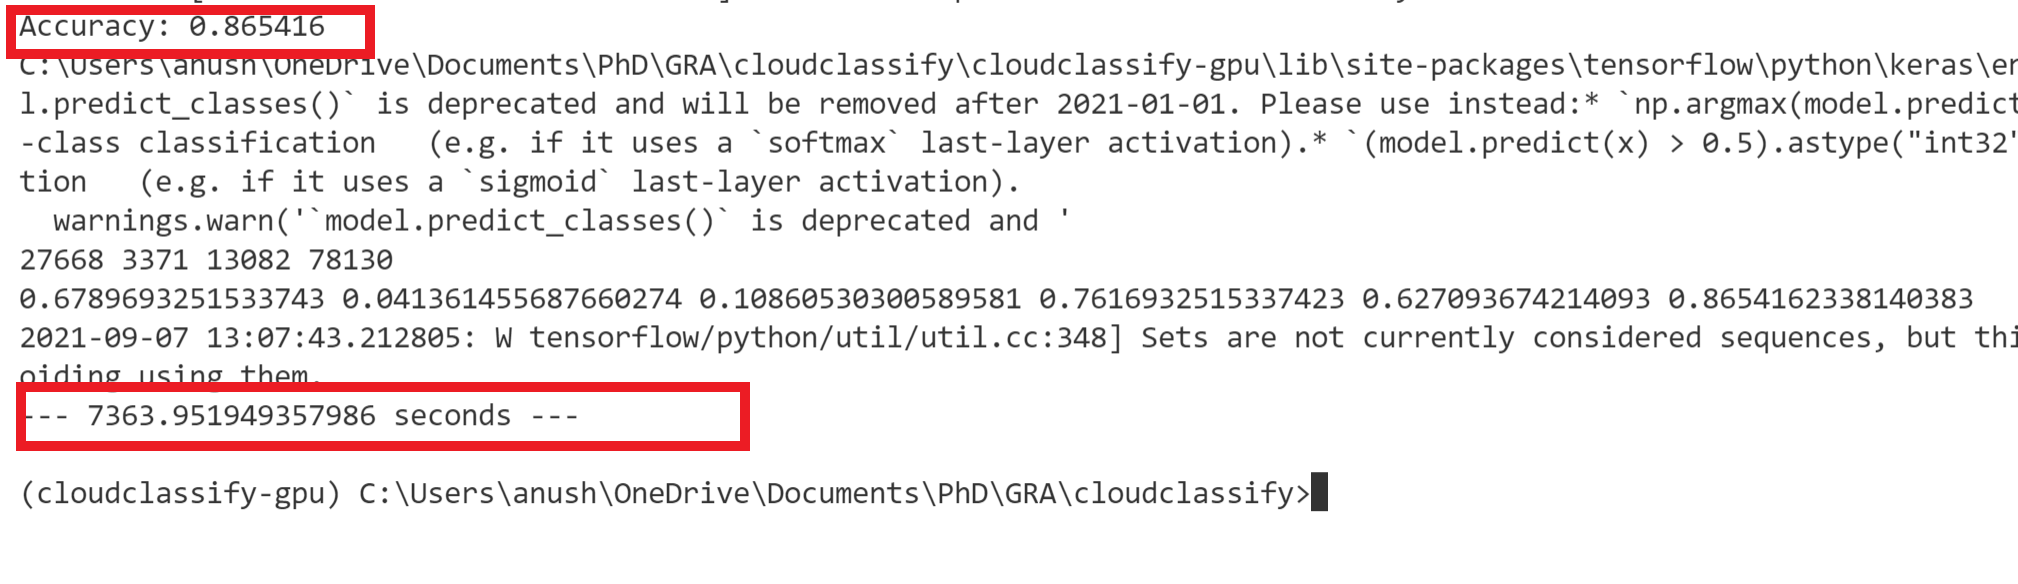 Accuracy: 0.865416
C:\Users\anush\OneDrive\Documents\PhD\GRA\cloudclassify\cloudclassify-gpu\lib\site-packages\tensorflow\python\keras\en
l.predict_classes()` is deprecated and will be removed after 2021-01-01. Please use instead:* `np.argmax(model.predict
-class classification   (e.g. if it uses a `softmax` last-layer activation).* `(model.predict(x) > 0.5).astype("int32"
tion   (e.g. if it uses a `sigmoid` last-layer activation).
  warnings.warn('`model.predict_classes()` is deprecated and '
27668 3371 13082 78130
0.6789693251533743 0.041361455687660274 0.10860530300589581 0.7616932515337423 0.627093674214093 0.8654162338140383
2021-09-07 13:07:43.212805: W tensorflow/python/util/util.cc:348] Sets are not currently considered sequences, but thi
oiding using them.
--- 7363.951949357986 seconds ---
(cloudclassify-gpu) C:\Users\anush\OneDrive\Documents\PhD\GRA\cloudclassify>